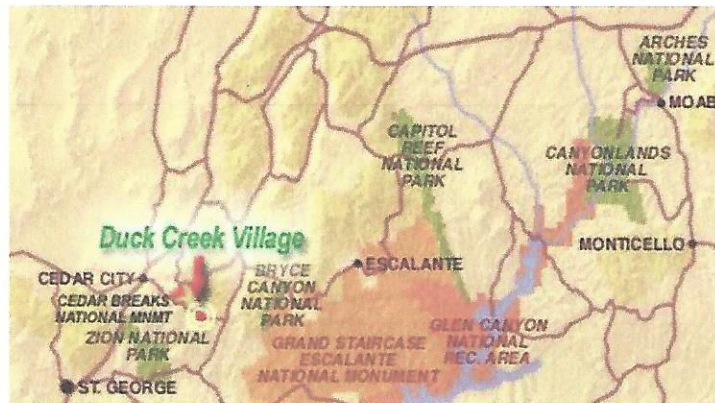 ARCHES
NATIONAL
PARK
MOAB
CAPITOL
REEF
NATIONAL
PARK
CANYONLANDS
NATIONAL
PARK
Duck Creek Village
MONTICELLO
ESCALANTE
CEDAR CITY
BRYCE
CANYON
NATIONAL
PARK
CEDAR BREAKS
NATIONAL MNMT
ZION NATIONAL
PARK
GLEN CANYON
NATIONAL
REC. AREA
GRAND STAIRCASE
ESCALANTE
NATIONAL MONUMENT
ST. GEORGE